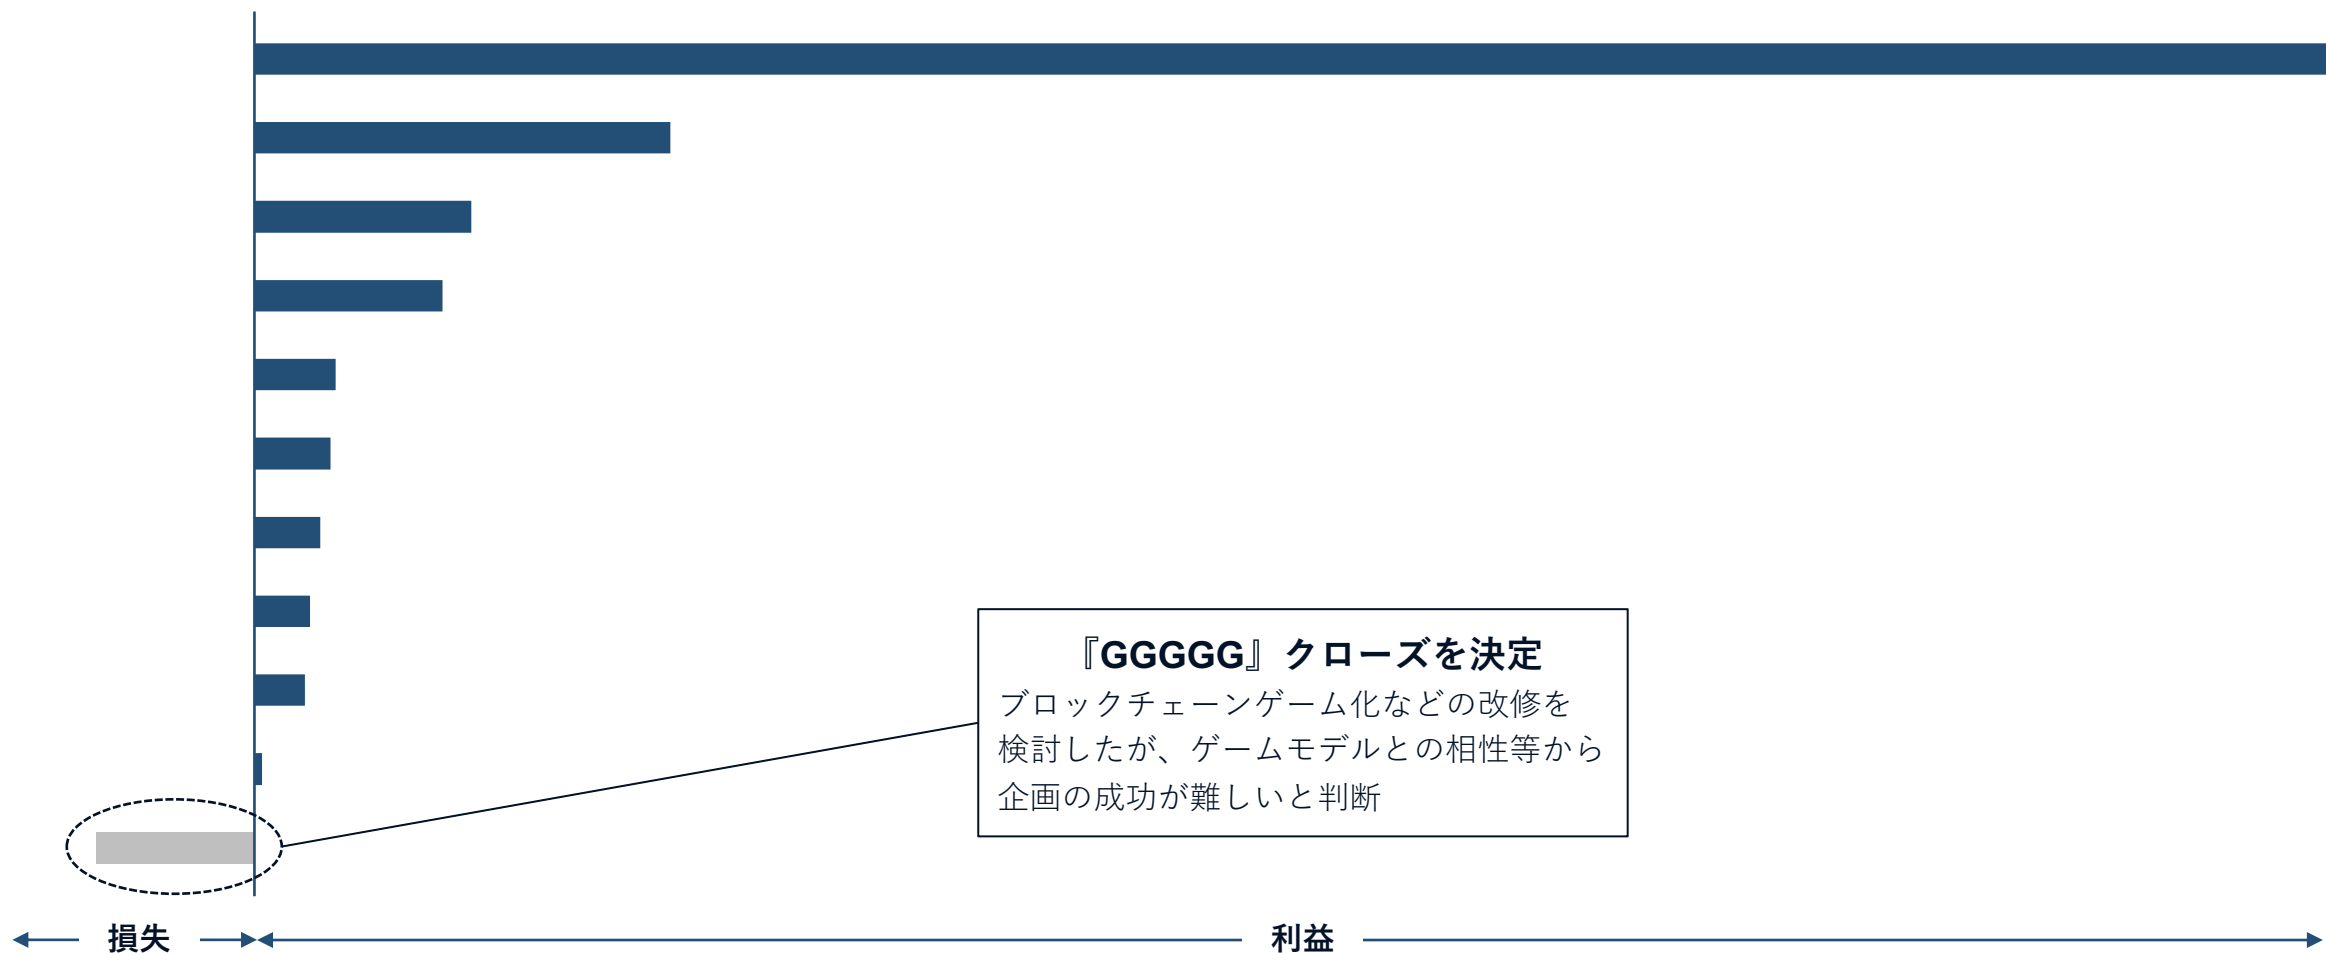 『GGGGG』クローズを決定
ブロックチェーンゲーム化などの改修を
検討したが、ゲームモデルとの相性等から
企画の成功が難しいと判断
損失
利益